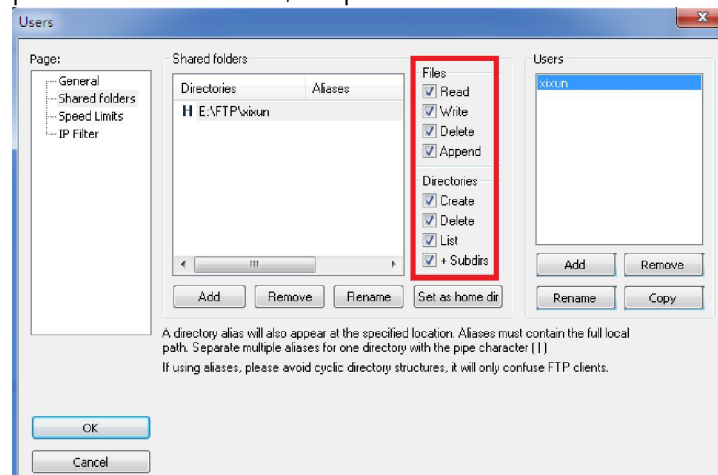 Users
Page:
General
Shared folders
Speed Limits
IP Filter
Shared folders
Directories Aliases
H E:\FTP\xixun
Files
Read
Write
Delete
Append
Directories
Create
Delete
List
+ Subdirs
Add Remove Rename Set as home dir
Users
xixun
Add Remove
Rename Copy
A directory alias will also appear at the specified location. Aliases must contain the full local
path. Separate multiple aliases for one directory with the pipe character ( | )
If using aliases, please avoid cyclic directory structures, it will only confuse FTP clients.
OK
Cancel